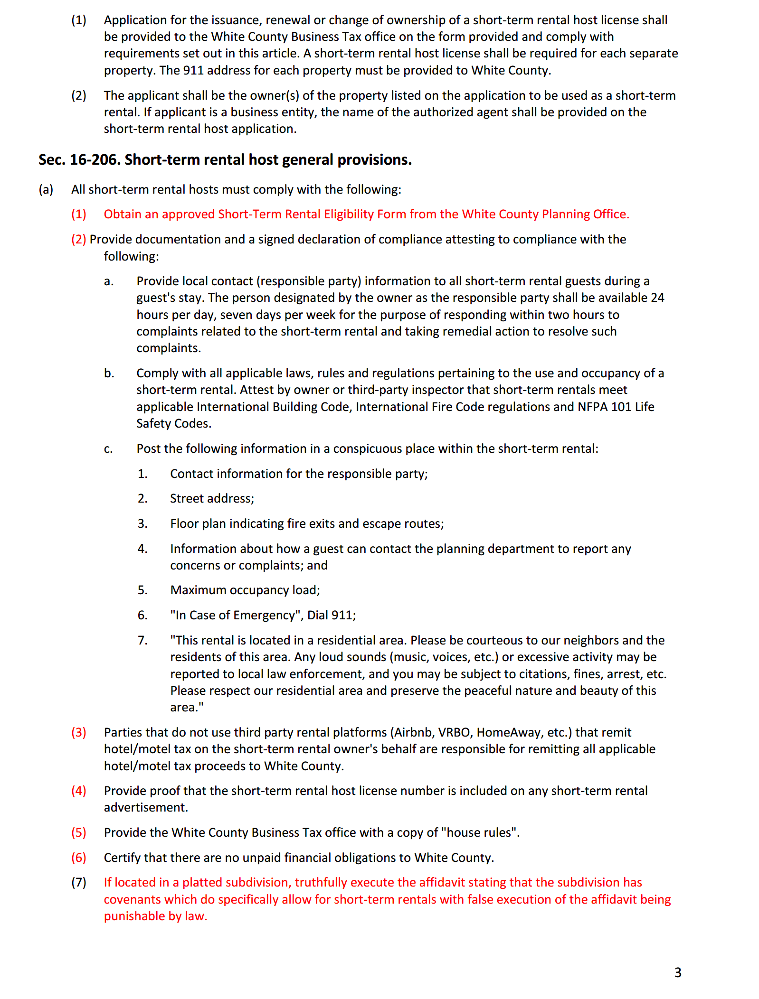 (1) Application for the issuance, renewal or change of ownership of a short-term rental host license shall
be provided to the White County Business Tax office on the form provided and comply with
requirements set out in this article. A short-term rental host license shall be required for each separate
property. The 911 address for each property must be provided to White County.
(2) The applicant shall be the owner(s) of the property listed on the application to be used as a short-term
rental. If applicant is a business entity, the name of the authorized agent shall be provided on the
short-term rental host application.
Sec. 16-206. Short-term rental host general provisions.
(a) All short-term rental hosts must comply with the following:
(1) Obtain an approved Short-Term Rental Eligibility Form from the White County Planning Office.
(2) Provide documentation and a signed declaration of compliance attesting to compliance with the
following:
a. Provide local contact (responsible party) information to all short-term rental guests during a
guest's stay. The person designated by the owner as the responsible party shall be available 24
hours per day, seven days per week for the purpose of responding within two hours to
complaints related to the short-term rental and taking remedial action to resolve such
complaints.
b. Comply with all applicable laws, rules and regulations pertaining to the use and occupancy of a
short-term rental. Attest by owner or third-party inspector that short-term rentals meet
applicable International Building Code, International Fire Code regulations and NFPA 101 Life
Safety Codes.
c. Post the following information in a conspicuous place within the short-term rental:
1. Contact information for the responsible party;
2. Street address;
3. Floor plan indicating fire exits and escape routes;
4. Information about how a guest can contact the planning department to report any
concerns or complaints; and
5. Maximum occupancy load;
6. "In Case of Emergency", Dial 911;
7. "This rental is located in a residential area. Please be courteous to our neighbors and the
residents of this area. Any loud sounds (music, voices, etc.) or excessive activity may be
reported to local law enforcement, and you may be subject to citations, fines, arrest, etc.
Please respect our residential area and preserve the peaceful nature and beauty of this
area."
(3) Parties that do not use third party rental platforms (Airbnb, VRBO, HomeAway, etc.) that remit
hotel/motel tax on the short-term rental owner's behalf are responsible for remitting all applicable
hotel/motel tax proceeds to White County.
(4) Provide proof that the short-term rental host license number is included on any short-term rental
advertisement.
(5) Provide the White County Business Tax office with a copy of "house rules".
(6) Certify that there are no unpaid financial obligations to White County.
(7) If located in a platted subdivision, truthfully execute the affidavit stating that the subdivision has
covenants which do specifically allow for short-term rentals with false execution of the affidavit being
punishable by law.
3